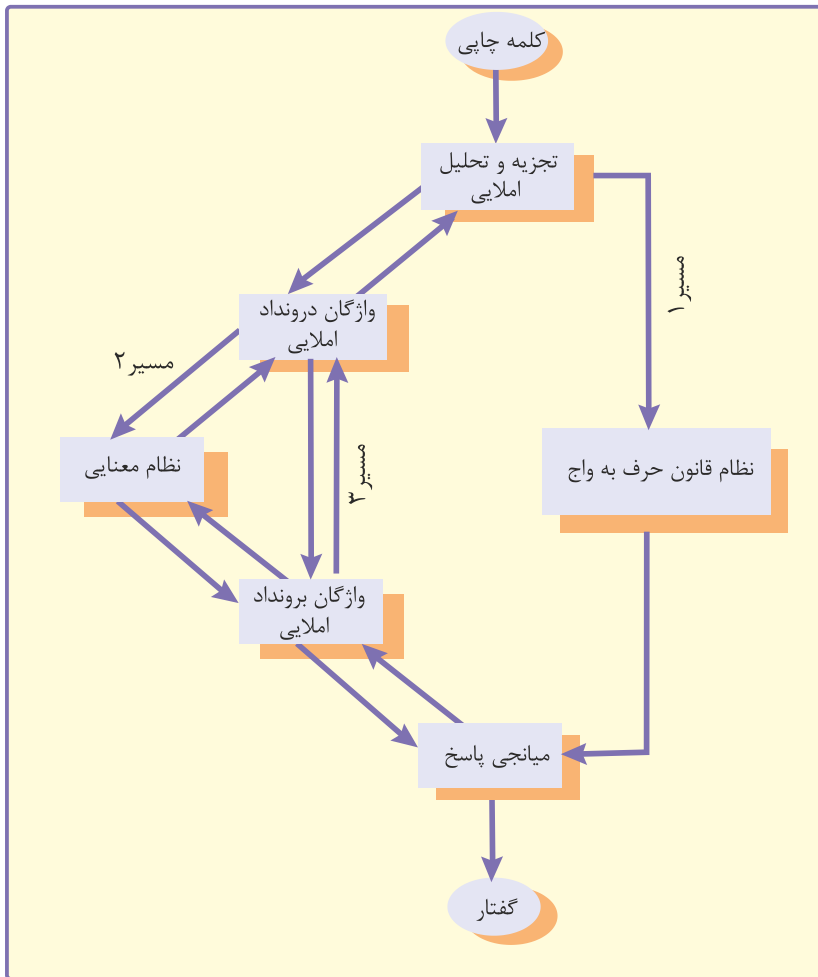 کلمه چاپی
تجزیه و تحلیل
املایی
مسیر۱
واژگان درونداد
املایی
مسیر۲
نظام معنایی
مسیر۳
نظام قانون حرف به واج
واژگان برونداد
املایی
میانجی پاسخ
گفتار